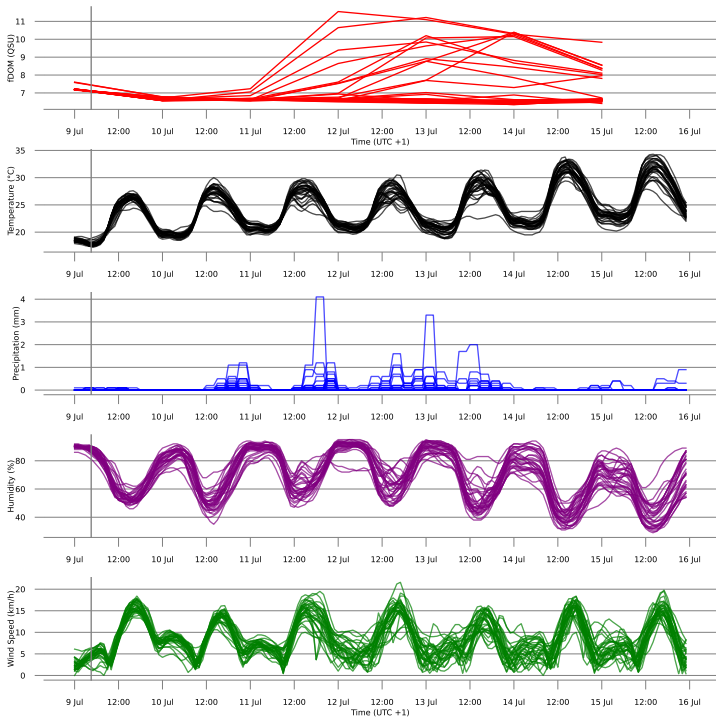 11
10
9
8
7
fDOM (QSU)
9 Jul 12:00 10 Jul 12:00 11 Jul 12:00 12 Jul 12:00 13 Jul 12:00 14 Jul 12:00 15 Jul 12:00 16 Jul
Time (UTC +1)
35
30
25
20
Temperature (°C)
9 Jul 12:00 10 Jul 12:00 11 Jul 12:00 12 Jul 12:00 13 Jul 12:00 14 Jul 12:00 15 Jul 12:00 16 Jul
4
3
2
1
0
Precipitation (mm)
9 Jul 12:00 10 Jul 12:00 11 Jul 12:00 12 Jul 12:00 13 Jul 12:00 14 Jul 12:00 15 Jul 12:00 16 Jul
80
60
40
Humidity (%)
9 Jul 12:00 10 Jul 12:00 11 Jul 12:00 12 Jul 12:00 13 Jul 12:00 14 Jul 12:00 15 Jul 12:00 16 Jul
20
15
10
5
0
Wind Speed (km/h)
9 Jul 12:00 10 Jul 12:00 11 Jul 12:00 12 Jul 12:00 13 Jul 12:00 14 Jul 12:00 15 Jul 12:00 16 Jul
Time (UTC +1)